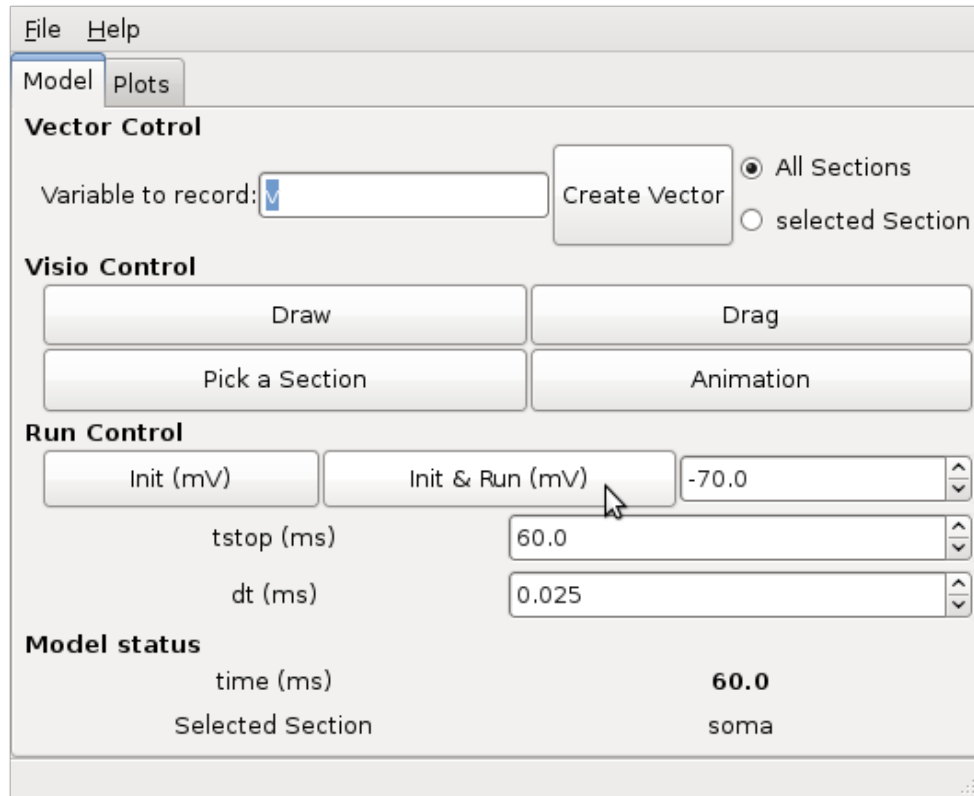 File Help
Model Plots
Vector Cotrol
Variable to record: v Create Vector All Sections
selected Section
Visio Control
Draw Drag
Pick a Section Animation
Run Control
Init (mV) Init & Run (mV) -70.0
tstop (ms) 60.0
dt (ms) 0.025
Model status
time (ms) 60.0
Selected Section soma